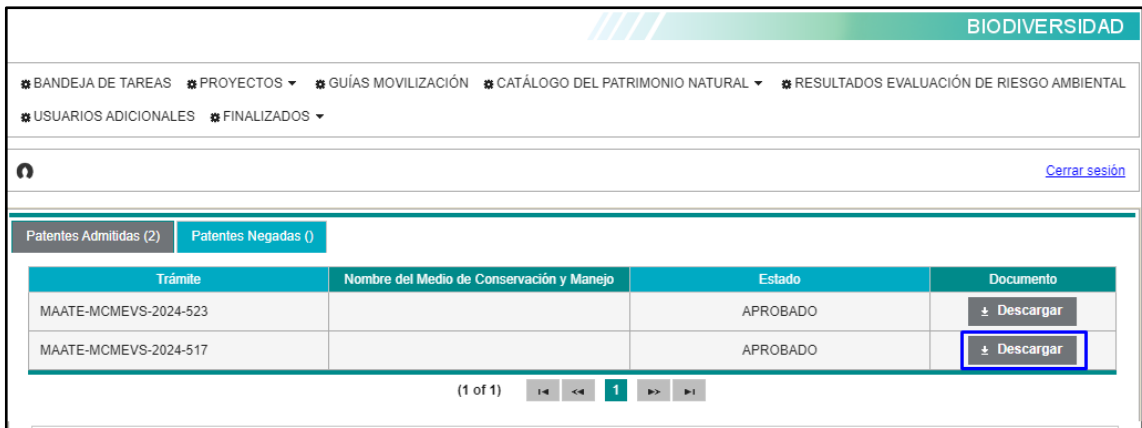 BIODIVERSIDAD
BANDEJA DE TAREAS PROYECTOS GUÍAS MOVILIZACIÓN CATÁLOGO DEL PATRIMONIO NATURAL RESULTADOS EVALUACIÓN DE RIESGO AMBIENTAL
USUARIOS ADICIONALES FINALIZADOS
Cerrar sesión
Patentes Admitidas (2) Patentes Negadas ()
Trámite Nombre del Medio de Conservación y Manejo Estado Documento
MAATE-MCMEVS-2024-523 APROBADO Descargar
MAATE-MCMEVS-2024-517 APROBADO Descargar
(1 of 1) 1